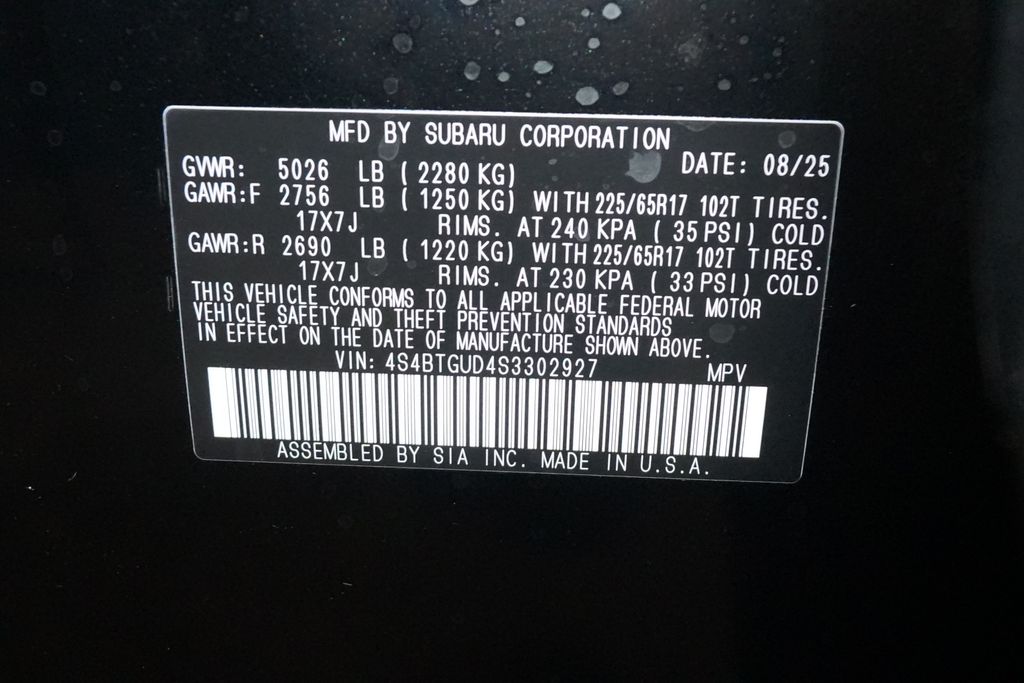 MFD BY SUBARU CORPORATION
DATE: 08/25
GVWR: 5026 LB ( 2280 KG)
GAWR:F 2756 LB ( 1250 KG) WITH 225/65R17 102T TIRES.
17X7J RIMS. AT 240 KPA ( 35 PSI) COLD
GAWR:R 2690 LB ( 1220 KG) WITH 225/65R17 102T TIRES.
17X7J RIMS. AT 230 KPA ( 33 PSI) COLD
THIS VEHICLE CONFORMS TO ALL APPLICABLE FEDERAL MOTOR
VEHICLE SAFETY AND THEFT PREVENTION STANDARDS
IN EFFECT ON THE DATE OF MANUFACTURE SHOWN ABOVE.
VIN: 4S4BTGUD4S3302927 MPV
ASSEMBLED BY SIA INC. MADE IN U.S.A.